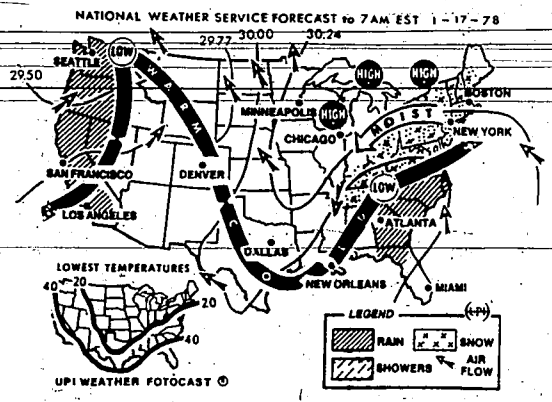 NATIONAL WEATHER SERVICE FORECAST to 7AM EST 1-17-78
29.77 30.00 30.24
LOW
SEATTLE
29.50
WARM
HIGH
HIGH
BOSTON
MINNEAPOLIS
HIGH
MOIST
NEW YORK
CHICAGO
SAN FRANCISCO
DENVER
LOW
LOS ANGELES
COLD
ATLANTA
DALLAS
NEW ORLEANS
MIAMI
LOWEST TEMPERATURES
40 20
20
40
UPI WEATHER FOTOCAST ®
LEGEND
UPI
RAIN
SNOW
SHOWERS
AIR FLOW